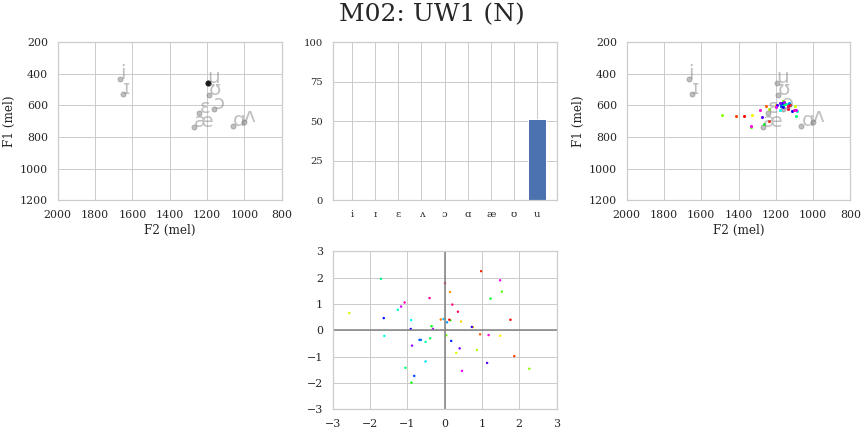 M02: UW1 (N)
200
400
600
800
1000
1200
F1 (mel)
2000 1800 1600 1400 1200 1000 800
F2 (mel)
i
ɪ
u
ʊ
ɔ
ɛ
æ
ɑ
ʌ
100
75
50
25
0
i ɪ ɛ ʌ ɔ ɑ æ ʊ u
200
400
600
800
1000
1200
F1 (mel)
2000 1800 1600 1400 1200 1000 800
F2 (mel)
i
ɪ
u
ʊ
ɔ
ɛ
æ
ɑ
ʌ
3
2
1
0
−1
−2
−3
−3 −2 −1 0 1 2 3